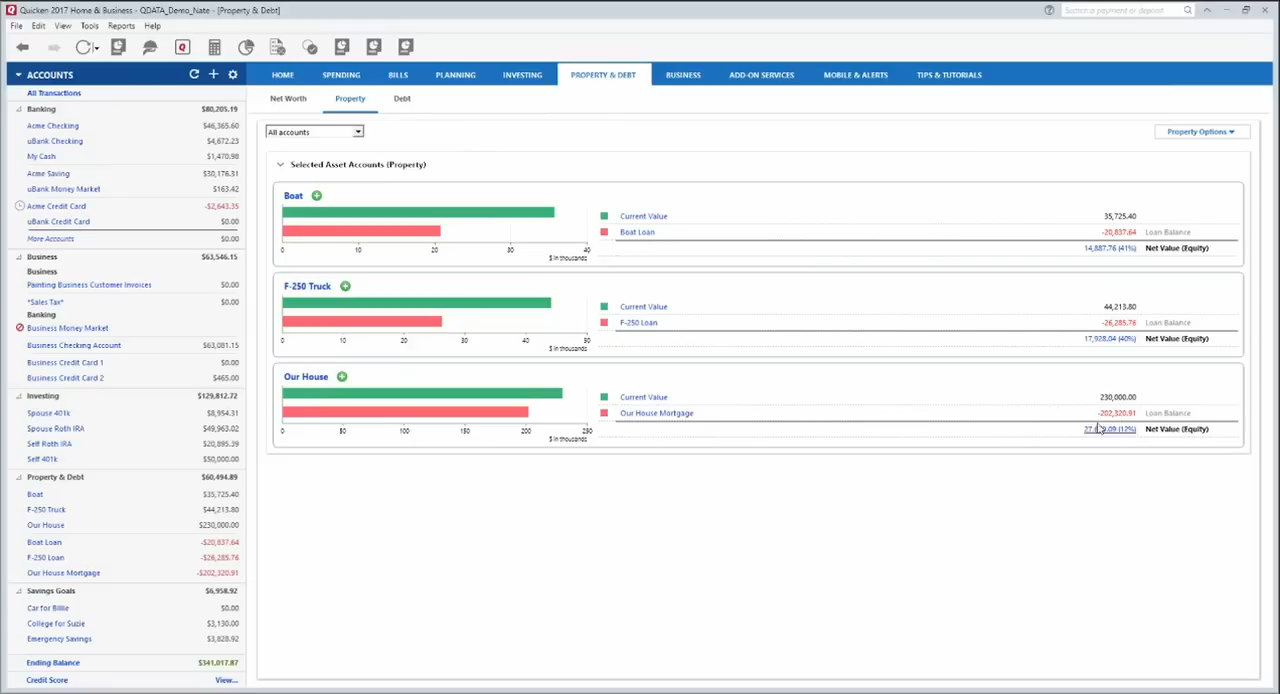 Quicken 2017 Home & Business - QDATA_Demo_Nate - [Property & Debt]
Search a payment or deposit
File Edit View Tools Reports Help
ACCOUNTS
HOME SPENDING BILLS PLANNING INVESTING PROPERTY & DEBT BUSINESS ADD-ON SERVICES MOBILE & ALERTS TIPS & TUTORIALS
Net Worth Property Debt
All accounts
Property Options
All Transactions
Banking $80,205.19
Acme Checking $46,365.60
uBank Checking $4,672.23
My Cash $1,470.98
Acme Saving $30,176.31
uBank Money Market $163.42
Acme Credit Card -$2,643.35
uBank Credit Card $0.00
More Accounts $0.00
Business $63,546.15
Business
Painting Business Customer Invoices $0.00
*Sales Tax* $0.00
Banking
Business Money Market
Business Checking Account $63,081.15
Business Credit Card 1 $0.00
Business Credit Card 2 $465.00
Investing $129,812.72
Spouse 401k $8,954.31
Spouse Roth IRA $49,963.02
Self Roth IRA $20,895.39
Self 401k $50,000.00
Property & Debt $60,494.89
Boat $35,725.40
F-250 Truck $44,213.80
Our House $230,000.00
Boat Loan -$20,837.64
F-250 Loan -$26,285.76
Our House Mortgage -$202,320.91
Savings Goals $6,958.92
Car for Billie $0.00
College for Suzie $3,130.00
Emergency Savings $3,828.92
Ending Balance $341,017.87
Credit Score View...
Selected Asset Accounts (Property)
Boat
Current Value 35,725.40
Boat Loan -20,837.64 Loan Balance
14,887.76 (41%) Net Value (Equity)
0 10 20 30 40
$ in thousands
F-250 Truck
Current Value 44,213.80
F-250 Loan -26,285.76 Loan Balance
17,928.04 (40%) Net Value (Equity)
0 10 20 30 40 50
$ in thousands
Our House
Current Value 230,000.00
Our House Mortgage -202,320.91 Loan Balance
(12%) Net Value (Equity)
0 50 100 150 200 250
$ in thousands